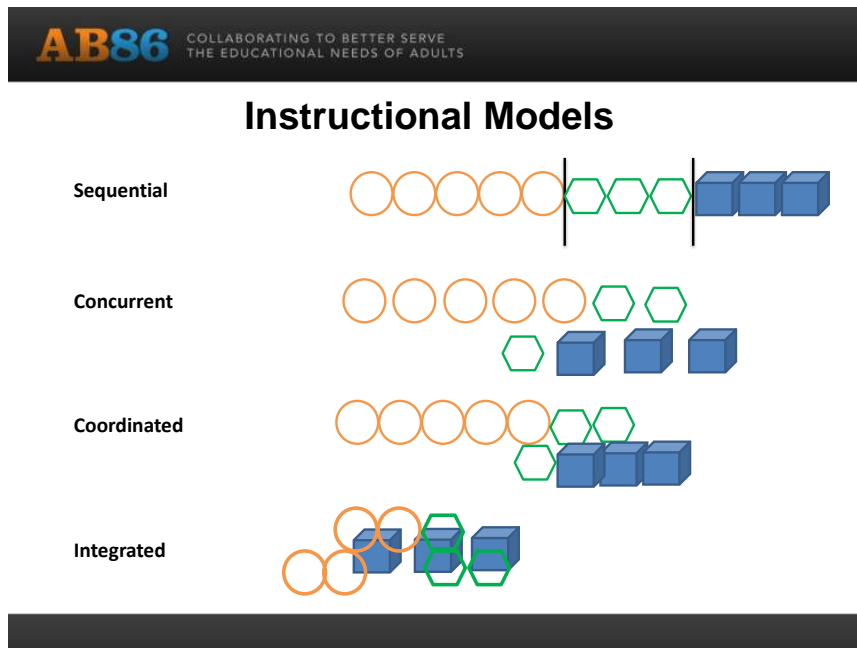 AB86
COLLABORATING TO BETTER SERVE
THE EDUCATIONAL NEEDS OF ADULTS
Instructional Models
Sequential
Concurrent
Coordinated
Integrated